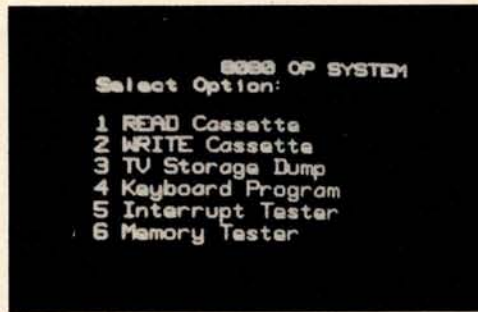 8080 OP SYSTEM
Select Option:
1 READ Cassette
2 WRITE Cassette
3 TV Storage Dump
4 Keyboard Program
5 Interrupt Tester
6 Memory Tester